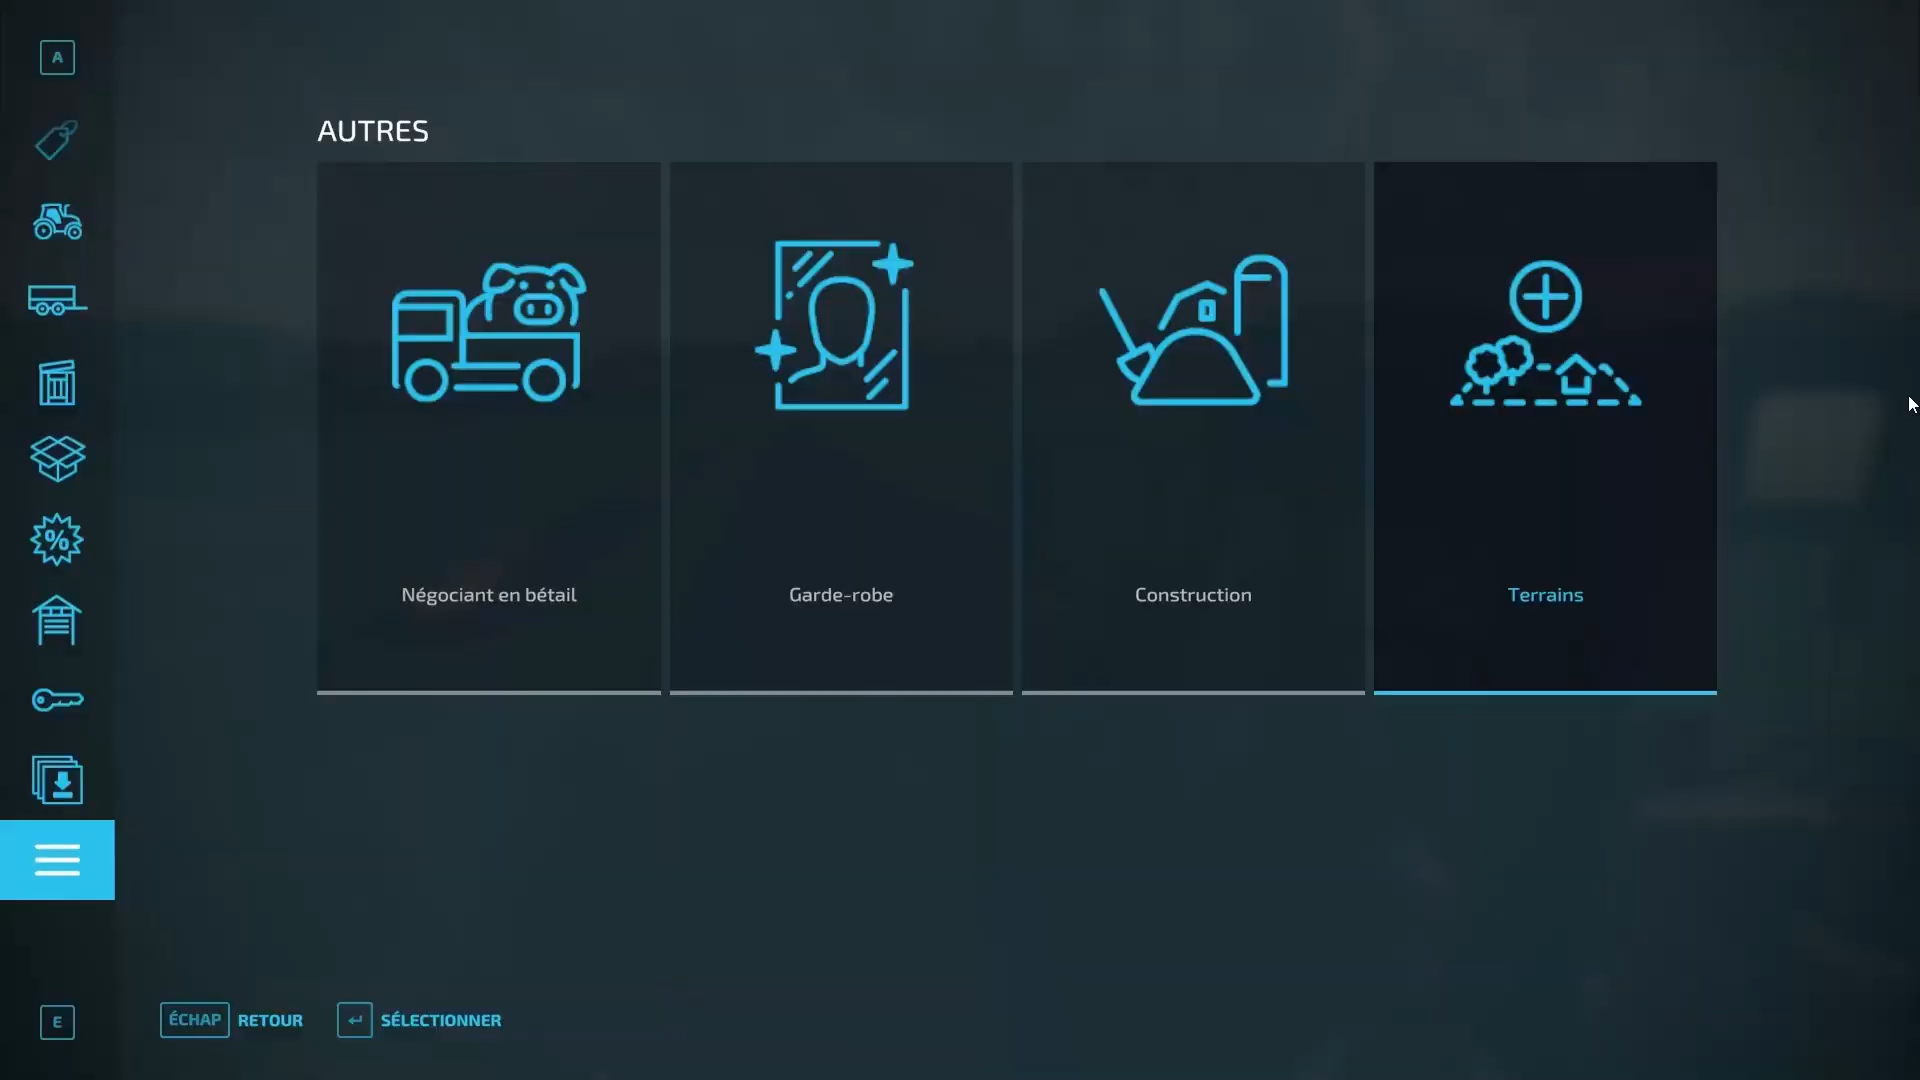 A
AUTRES
%
Négociant en bétail
Garde-robe
Construction
Terrains
E
ÉCHAP RETOUR
SÉLECTIONNER